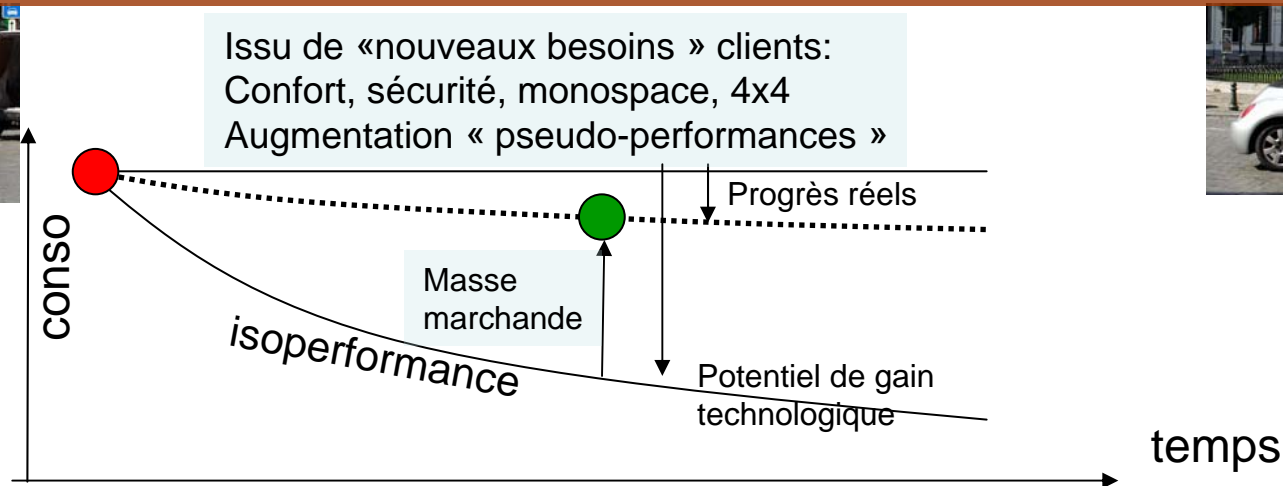 Issu de «nouveaux besoins » clients:
Confort, sécurité, monospace, 4x4
Augmentation « pseudo-performances »
Progrès réels
conso
Masse
marchande
isoperformance
Potentiel de gain
technologique
temps